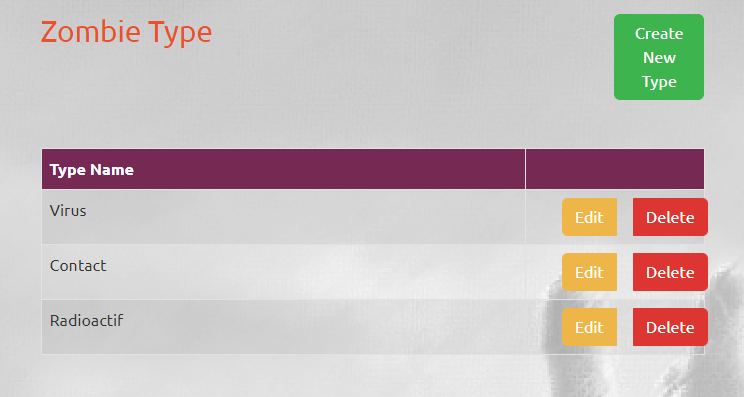 Zombie Type
Create
New
Type
Type Name
Virus
Edit
Delete
Contact
Edit
Delete
Radioactif
Edit
Delete